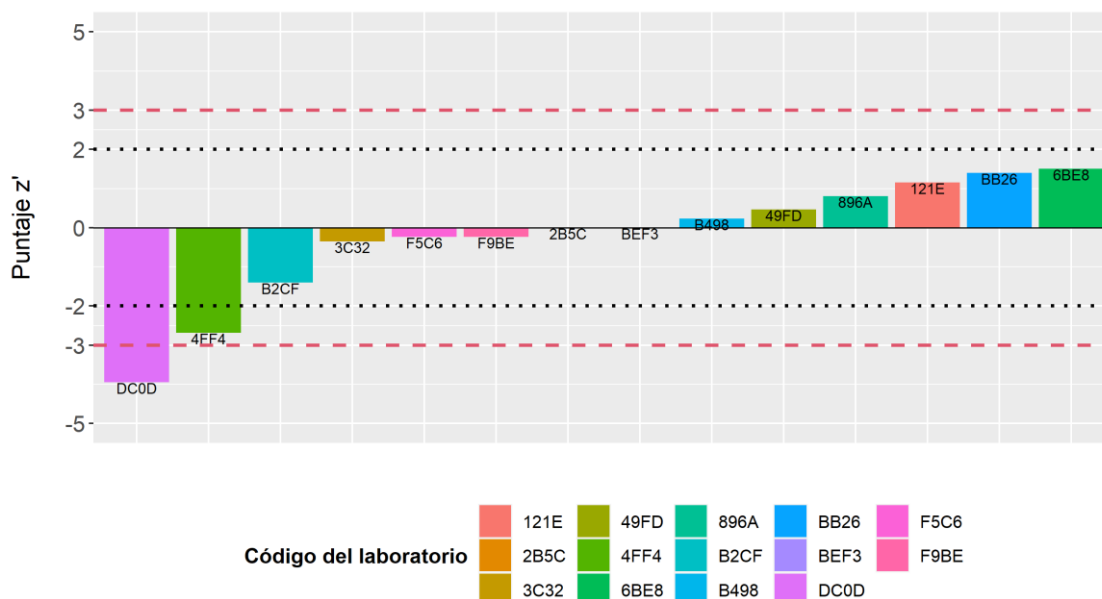 5
3
2
0
-2
-3
-5
Puntaje z'
DC0D
4FF4
B2CF
3C32
F5C6
F9BE
2B5C
BEF3
B498
49FD
896A
121E
BB26
6BE8
Código del laboratorio
121E 49FD 896A BB26 F5C6
2B5C 4FF4 B2CF BEF3 F9BE
3C32 6BE8 B498 DC0D